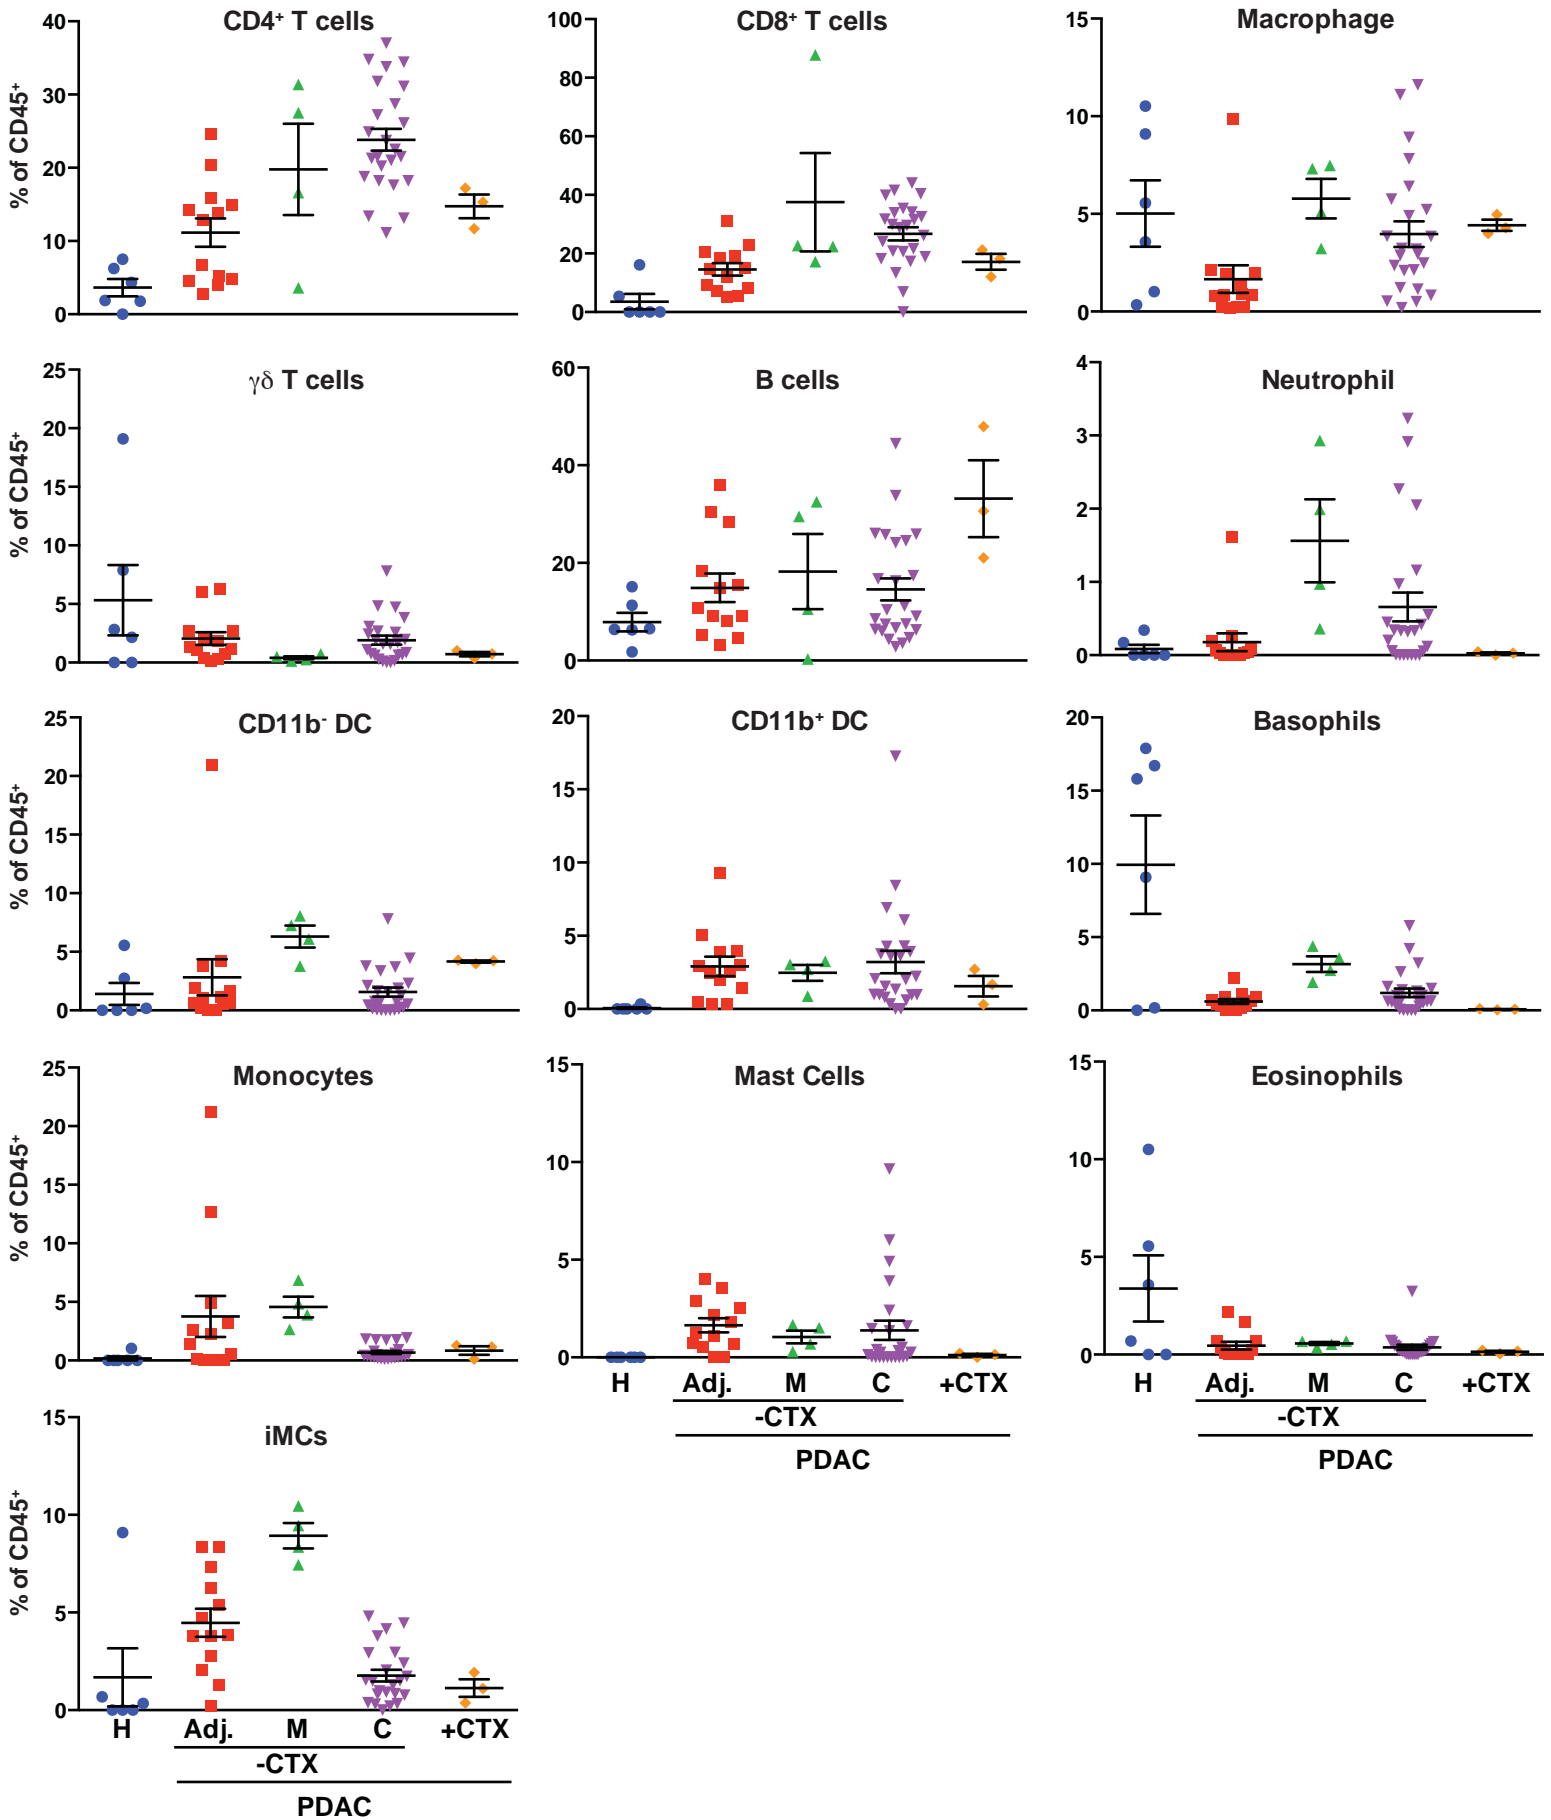 CD4⁺ T cells
% of CD45⁺
40
30
20
10
0
CD8⁺ T cells
100
80
60
40
20
0
Macrophage
15
10
5
0
γδ T cells
% of CD45⁺
25
20
15
10
5
0
B cells
60
40
20
0
Neutrophil
4
3
2
1
0
CD11b⁻ DC
% of CD45⁺
25
20
15
10
5
0
CD11b⁺ DC
20
15
10
5
0
Basophils
20
15
10
5
0
Monocytes
% of CD45⁺
25
20
15
10
5
0
Mast Cells
15
10
5
0
H Adj. M C +CTX
-CTX
PDAC
Eosinophils
15
10
5
0
H Adj. M C +CTX
-CTX
PDAC
iMCs
% of CD45⁺
15
10
5
0
H Adj. M C +CTX
-CTX
PDAC